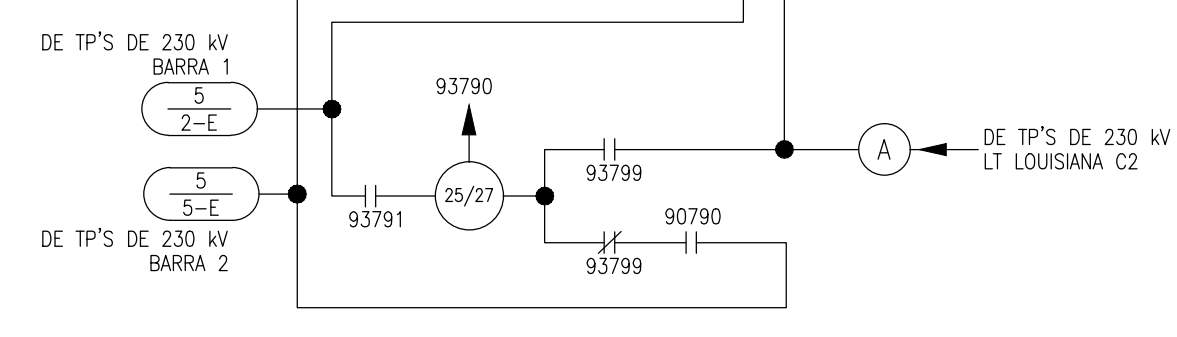 DE TP'S DE 230 kV
BARRA 1
5
2-E
93790
5
5-E
DE TP'S DE 230 kV
BARRA 2
93791
25/27
93799
93799
90790
A
DE TP'S DE 230 kV
LT LOUISIANA C2